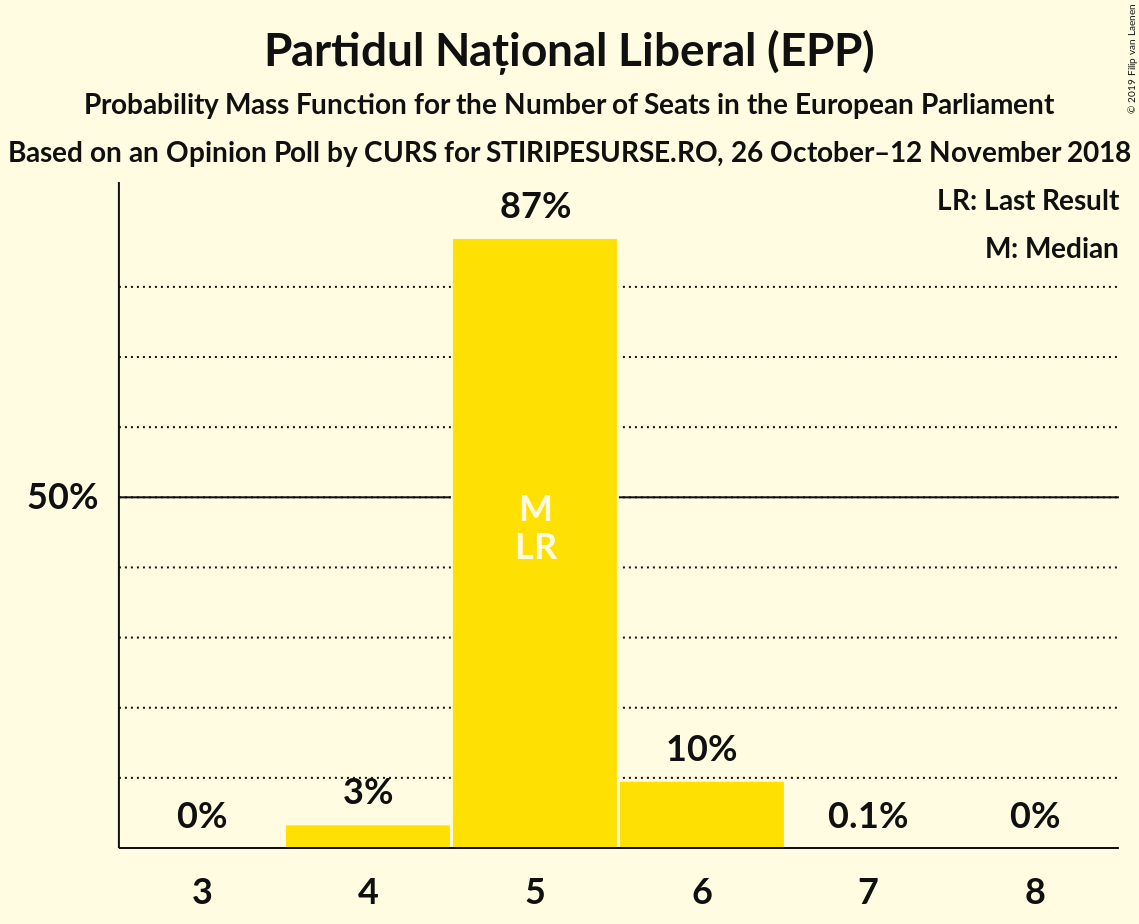 Partidul Național Liberal (EPP)
Probability Mass Function for the Number of Seats in the European Parliament
Based on an Opinion Poll by CURS for STIRIPESURSE.RO, 26 October–12 November 2018
© 2019 Filip van Laenen
LR: Last Result
M: Median
87%
50%
M
LR
10%
3%
0%
0.1%
0%
3 4 5 6 7 8